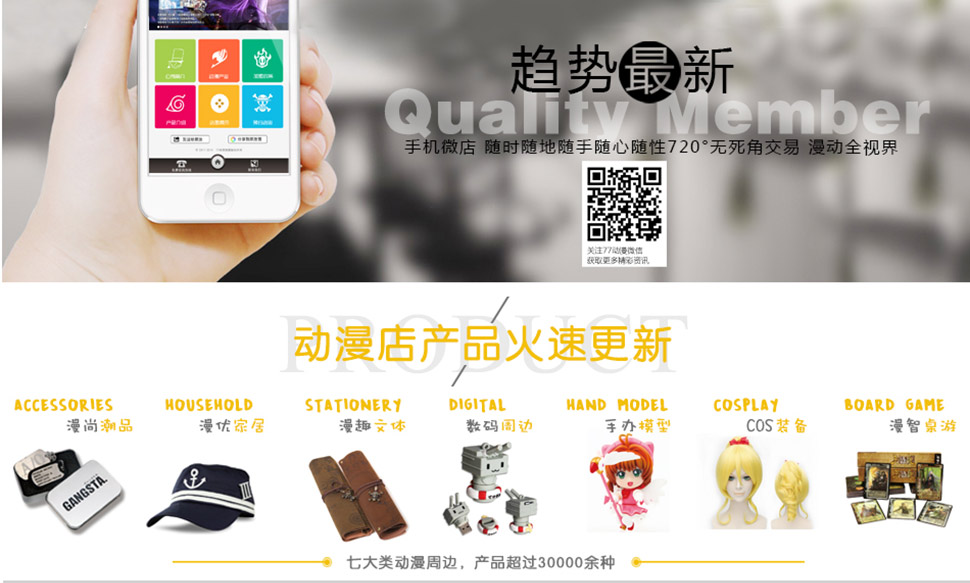 趋势最新
Quality Member
手机微店 随时随地随手随心随性720°无死角交易 漫动全视界
关注77动漫微信
获取更多精彩资讯
PRODUCT
动漫店产品火速更新
ACCESSORIES
漫尚潮品
HOUSEHOLD
漫优家居
STATIONERY
漫趣文体
DIGITAL
数码周边
HAND MODEL
手办模型
COSPLAY
COS装备
BOARD GAME
漫智桌游
GANGSTA.
七大类动漫周边，产品超过30000余种